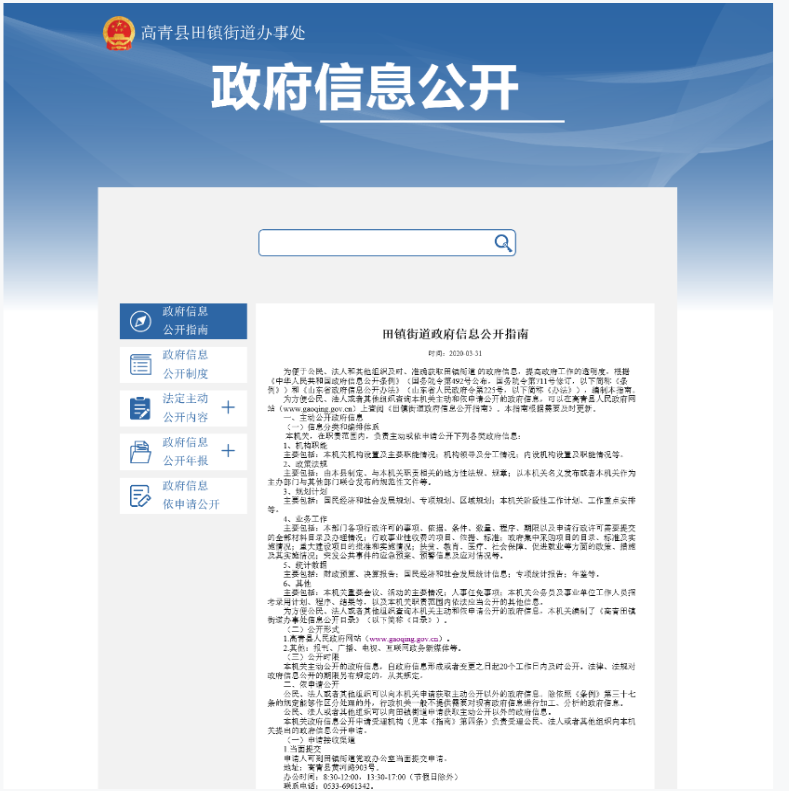 高青县田镇街道办事处
政府信息公开
政府信息
公开指南
政府信息
公开制度
法定主动
公开内容
政府信息
公开年报
政府信息
依申请公开
田镇街道政府信息公开指南
时间：2020-03-31
为便于公民、法人和其他组织及时、准确获取田镇街道 的政府信息，提高政府工作的透明度，根据
《中华人民共和国政府信息公开条例》（国务院令第492号公布，国务院令第711号修订，以下简称《条
例》）和《山东省政府信息公开办法》（山东省人民政府令第225号，以下简称《办法》），编制本指南。
为方便公民、法人或者其他组织查询本机关主动和依申请公开的政府信息，可以在高青县人民政府网
站（www.gaoqing.gov.cn）上查阅《田镇街道政府信息公开指南》。本指南根据需要及时更新。
一、主动公开政府信息
（一）信息分类和编排体系
本机关，在职责范围内，负责主动或依申请公开下列各类政府信息：
1、机构职能
主要包括：本机关机构设置及主要职能情况；机构领导及分工情况；内设机构设置及职能情况等。
2、政策法规
主要包括：由本县制定、与本机关职责相关的地方性法规、规章；以本机关名义发布或者本机关作为
主办部门与其他部门联合发布的规范性文件等。
3、规划计划
主要包括：国民经济和社会发展规划、专项规划、区域规划；本机关阶段性工作计划、工作重点安排
等。
4、业务工作
主要包括：本部门各项行政许可的事项、依据、条件、数量、程序、期限以及申请行政许可需要提交
的全部材料目录及办理情况；行政事业性收费的项目、依据、标准；政府集中采购项目的目录、标准及实
施情况；重大建设项目的批准和实施情况；扶贫、教育、医疗、社会保障、促进就业等方面的政策、措施
及其实施情况；突发公共事件的应急预案、预警信息及应对情况等。
5、统计数据
主要包括：财政预算、决算报告；国民经济和社会发展统计信息；专项统计报告；年鉴等。
6、其他
主要包括：本机关重要会议、活动的主要情况；人事任免事项；本机关公务员及事业单位工作人员招
考录用计划、程序、结果等，以及本机关职责范围内依法应当公开的其他信息。
为方便公民、法人或者其他组织查询本机关主动和依申请公开的政府信息，本机关编制了《高青田镇
街道办事处信息公开目录》（以下简称《目录》）。
（二）公开形式
1.高青县人民政府网站（www.gaoqing.gov.cn）。
2.其他：报刊、广播、电视、互联网政务新媒体等。
（三）公开时限
本机关主动公开的政府信息，自政府信息形成或者变更之日起20个工作日内及时公开。法律、法规对
政府信息公开的期限另有规定的，从其规定。
二、依申请公开
公民、法人或者其他组织可以向本机关申请获取主动公开以外的政府信息。除依照《条例》第三十七
条的规定能够作区分处理的外，行政机关一般不提供需要对现有政府信息进行加工、分析的政府信息。
公民、法人或者其他组织可以向田镇街道申请获取主动公开以外的政府信息。
本机关政府信息公开申请受理机构（见本《指南》第四条）负责受理公民、法人或者其他组织向本机
关提出的政府信息公开申请。
（一）申请接收渠道
1 当面提交
申请人可到田镇街道党政办公室当面提交申请。
地址：高青县黄河路903号。
办公时间：8:30-12:00，13:30-17:00（节假日除外）
联系电话：0533-6961342。